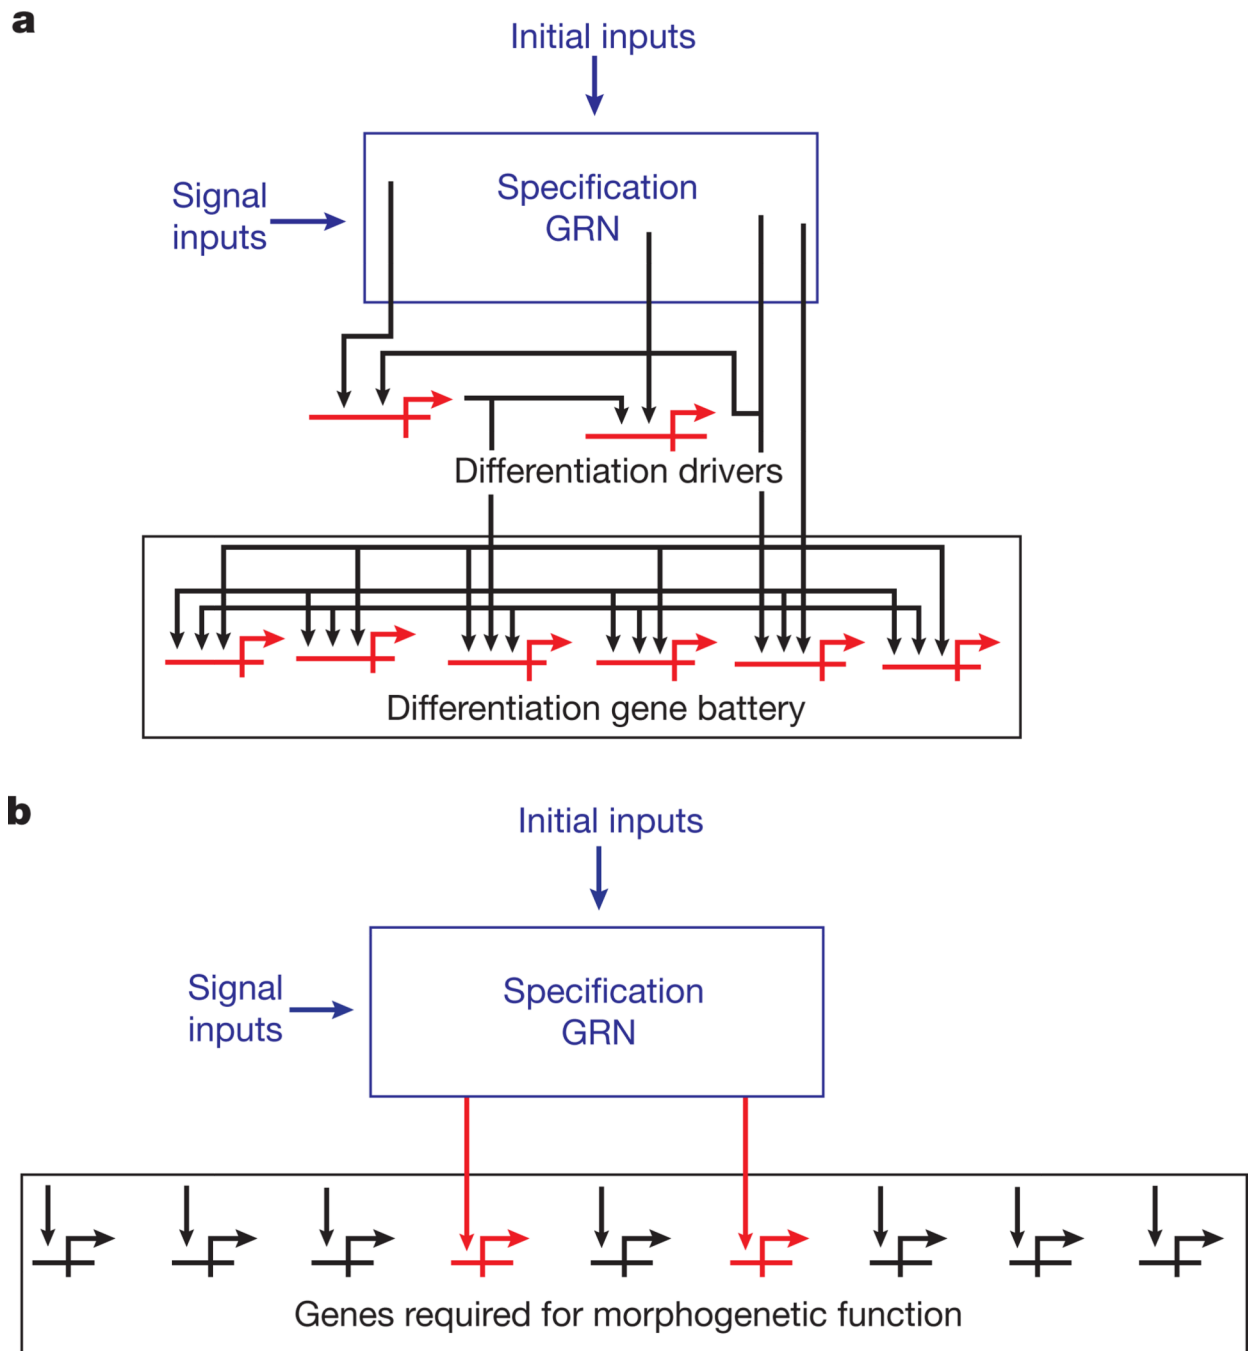 a
Initial inputs
Specification
GRN
Signal
inputs
Differentiation drivers
Differentiation gene battery
b
Initial inputs
Specification
GRN
Signal
inputs
Genes required for morphogenetic function